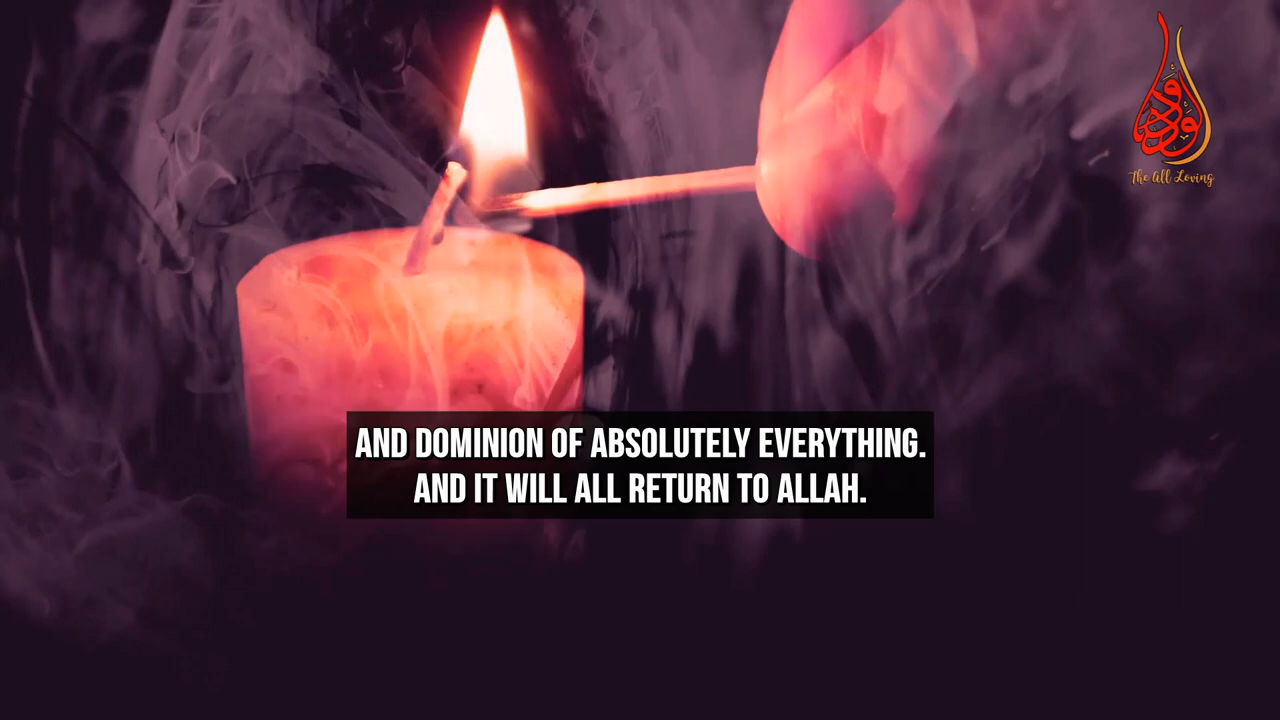 The All Loving
AND DOMINION OF ABSOLUTELY EVERYTHING.
AND IT WILL ALL RETURN TO ALLAH.